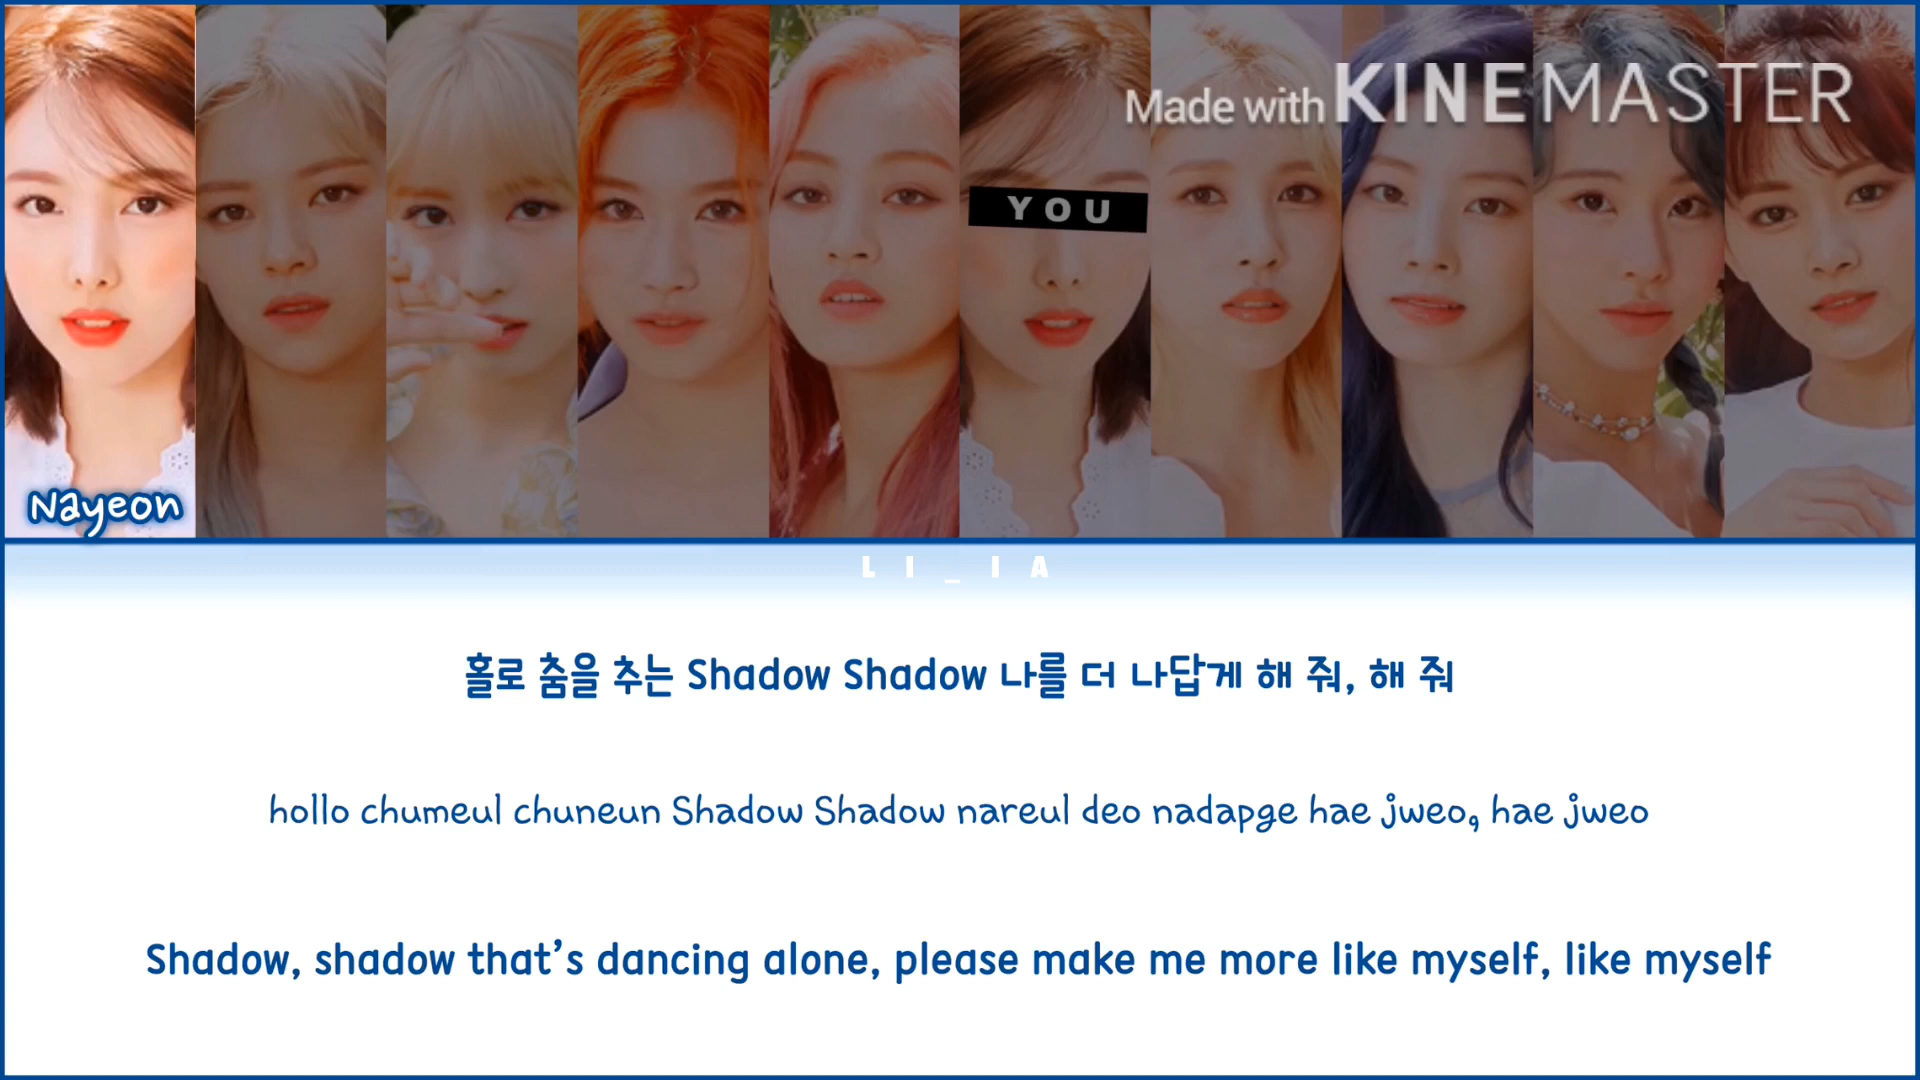 Made with KINEMASTER
YOU
Nayeon
LI_IA
홀로 춤을 추는 Shadow Shadow 나를 더 나답게 해 줘, 해 줘
hollo chumeul chuneun Shadow Shadow nareul deo nadapge hae jweo, hae jweo
Shadow, shadow that's dancing alone, please make me more like myself, like myself